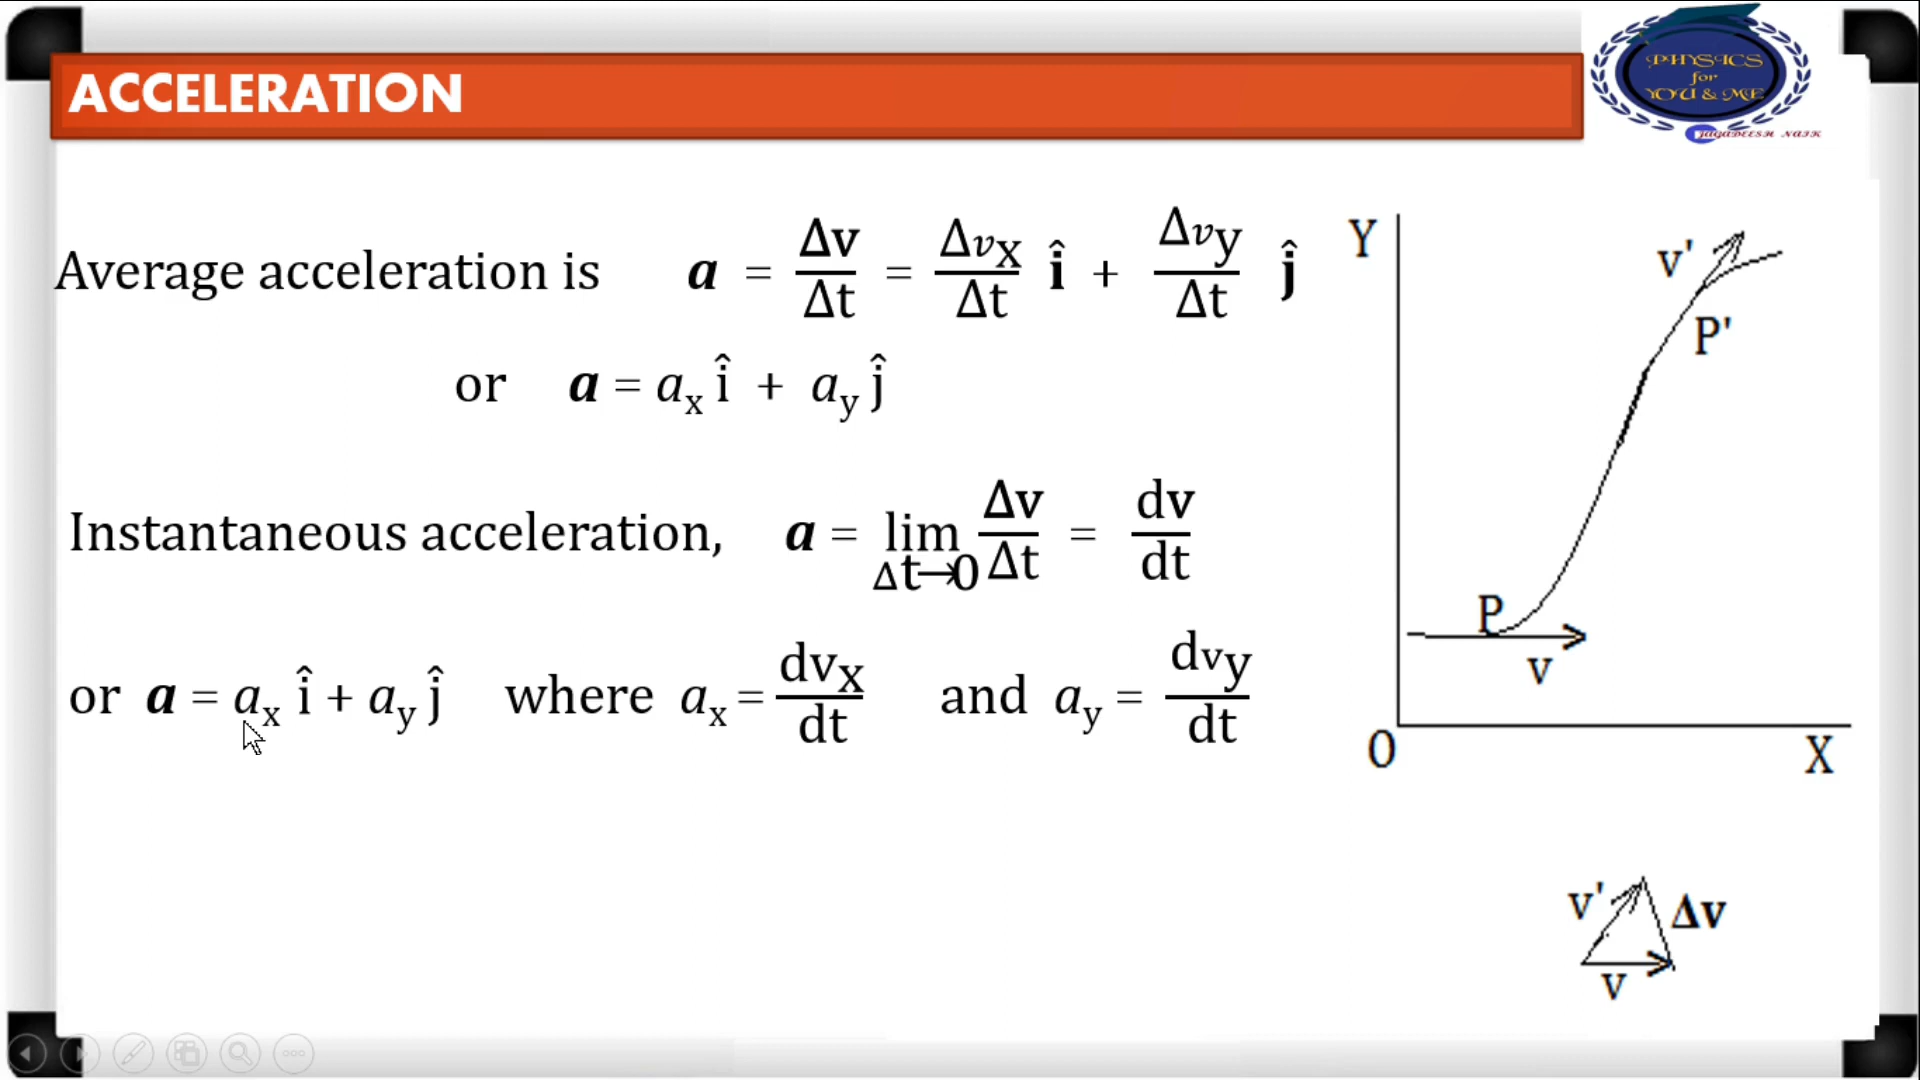 ACCELERATION
PHYSICS
for
YOU & ME
JAGADEESH NAIK
Average acceleration is a = Δv/Δt = Δvx/Δt î + Δvy/Δt ĵ
or a = ax î + ay ĵ
Instantaneous acceleration, a = lim Δt→0 Δv/Δt = dv/dt
or a = ax î + ay ĵ where ax = dvx/dt and ay = dvy/dt
Y
v'
P'
P
v
O
X
v'
Δv
v